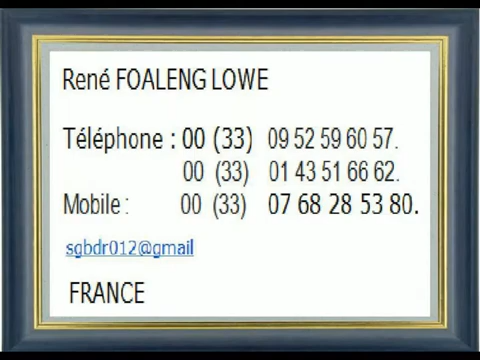 René FOALENG LOWE
Téléphone : 00 (33) 09 52 59 60 57.
00 (33) 01 43 51 66 62.
Mobile : 00 (33) 07 68 28 53 80.
sgbdr012@gmail
FRANCE